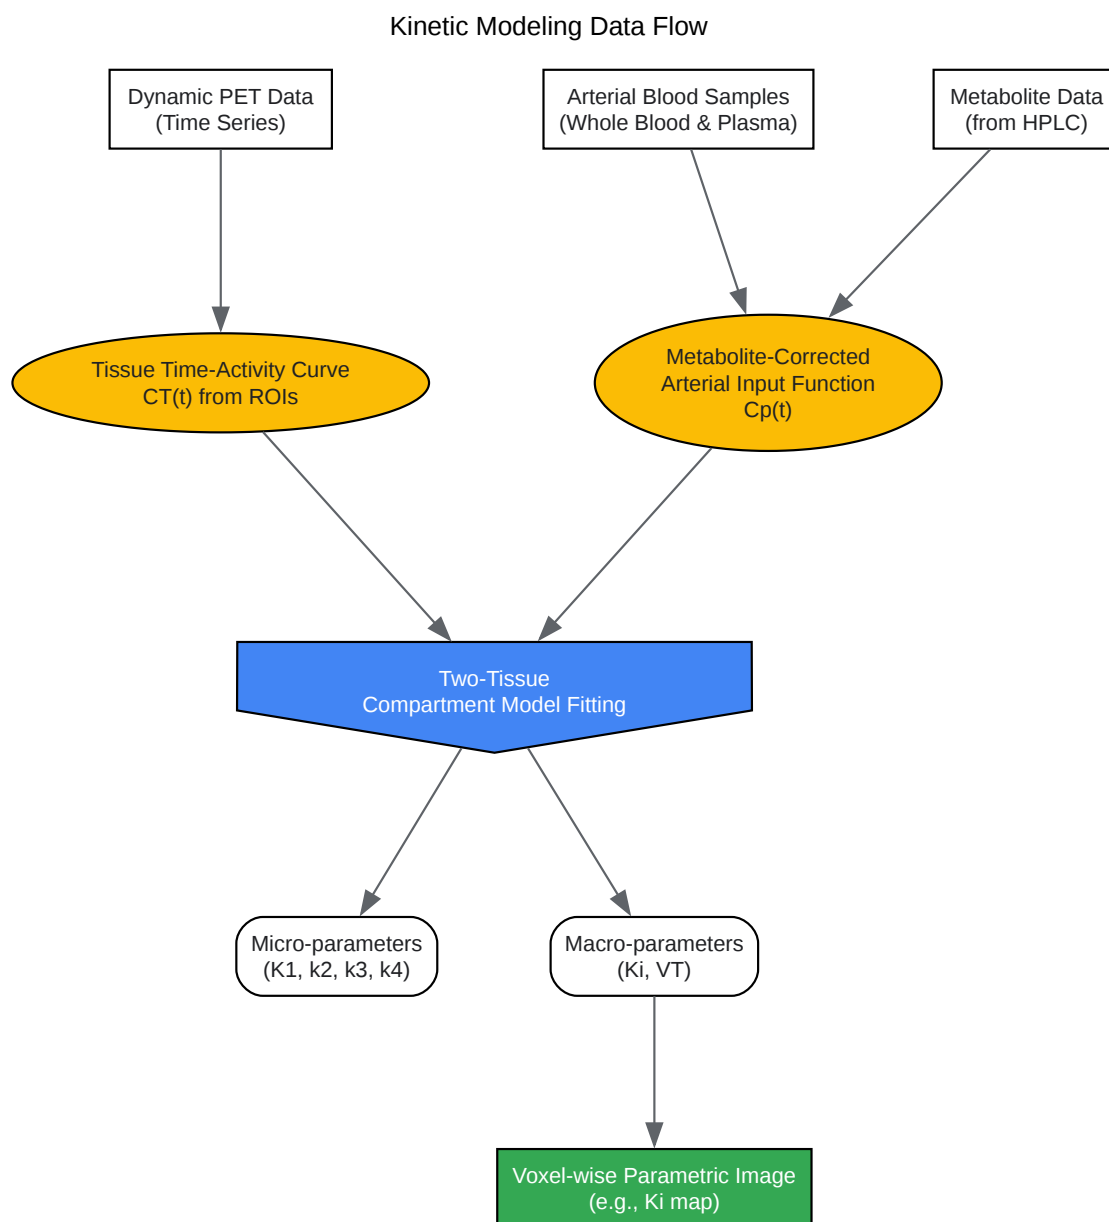 Kinetic Modeling Data Flow
Dynamic PET Data
(Time Series)
Arterial Blood Samples
(Whole Blood & Plasma)
Metabolite Data
(from HPLC)
Tissue Time-Activity Curve
CT(t) from ROIs
Metabolite-Corrected
Arterial Input Function
Cp(t)
Two-Tissue
Compartment Model Fitting
Micro-parameters
(K1, k2, k3, k4)
Macro-parameters
(Ki, VT)
Voxel-wise Parametric Image
(e.g., Ki map)